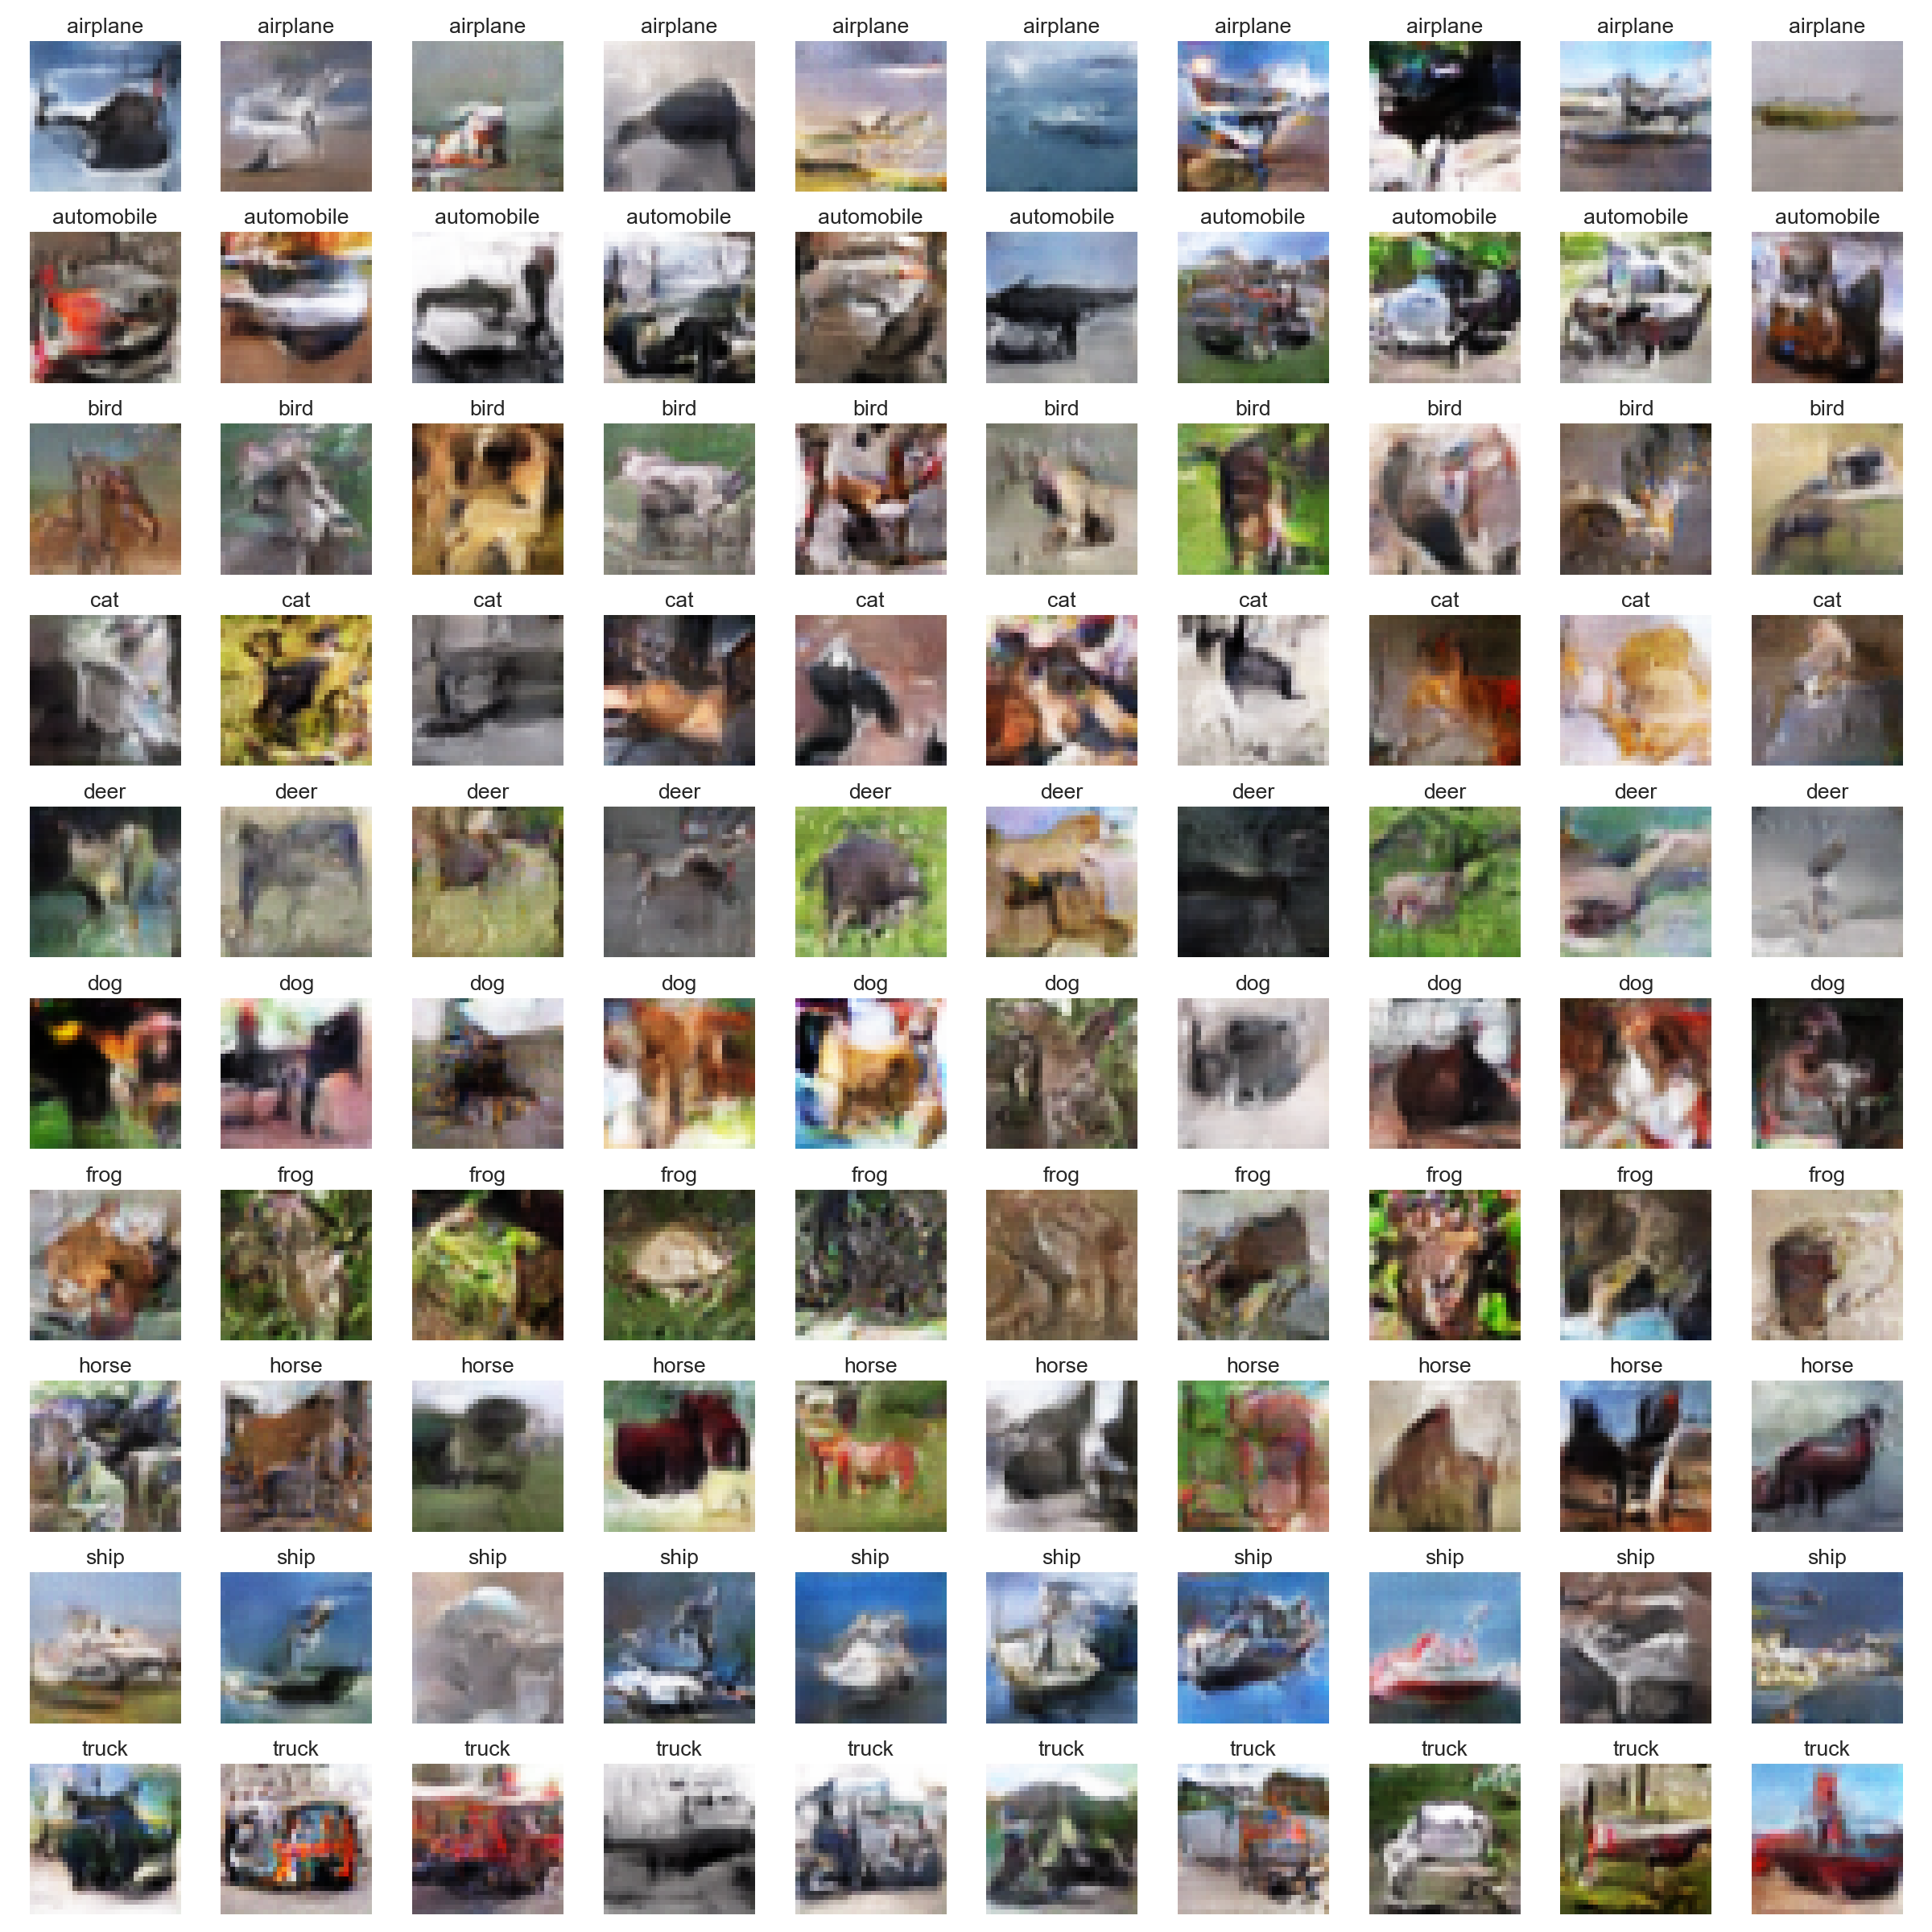 airplane airplane airplane airplane airplane airplane airplane airplane airplane airplane
automobile automobile automobile automobile automobile automobile automobile automobile automobile automobile
bird bird bird bird bird bird bird bird bird bird
cat cat cat cat cat cat cat cat cat cat
deer deer deer deer deer deer deer deer deer deer
dog dog dog dog dog dog dog dog dog dog
frog frog frog frog frog frog frog frog frog frog
horse horse horse horse horse horse horse horse horse horse
ship ship ship ship ship ship ship ship ship ship
truck truck truck truck truck truck truck truck truck truck